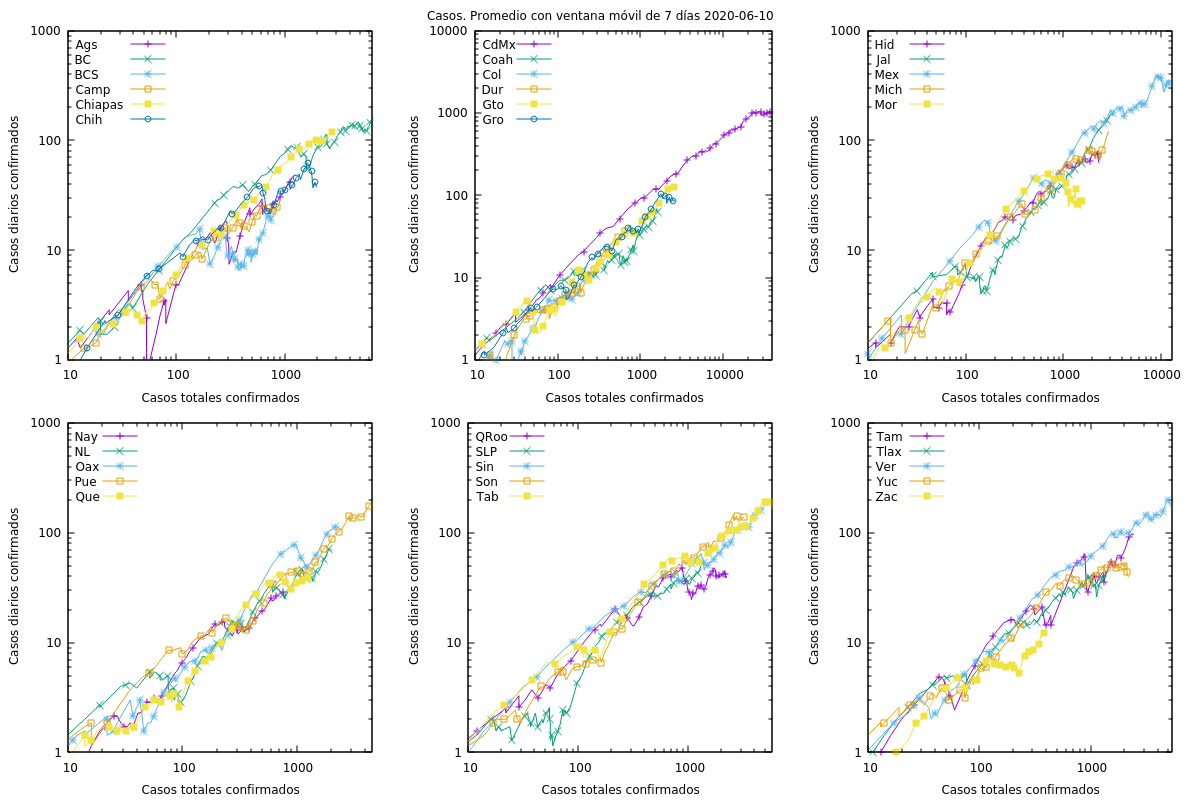 Casos. Promedio con ventana móvil de 7 días 2020-06-10
Casos diarios confirmados
1000
100
10
1
Ags
BC
BCS
Camp
Chiapas
Chih
10 100 1000
Casos totales confirmados
Casos diarios confirmados
10000
1000
100
10
1
CdMx
Coah
Col
Dur
Gto
Gro
10 100 1000 10000
Casos totales confirmados
Casos diarios confirmados
1000
100
10
1
Hid
Jal
Mex
Mich
Mor
10 100 1000 10000
Casos totales confirmados
Casos diarios confirmados
1000
100
10
1
Nay
NL
Oax
Pue
Que
10 100 1000
Casos totales confirmados
Casos diarios confirmados
1000
100
10
1
QRoo
SLP
Sin
Son
Tab
10 100 1000
Casos totales confirmados
Casos diarios confirmados
1000
100
10
1
Tam
Tlax
Ver
Yuc
Zac
10 100 1000
Casos totales confirmados